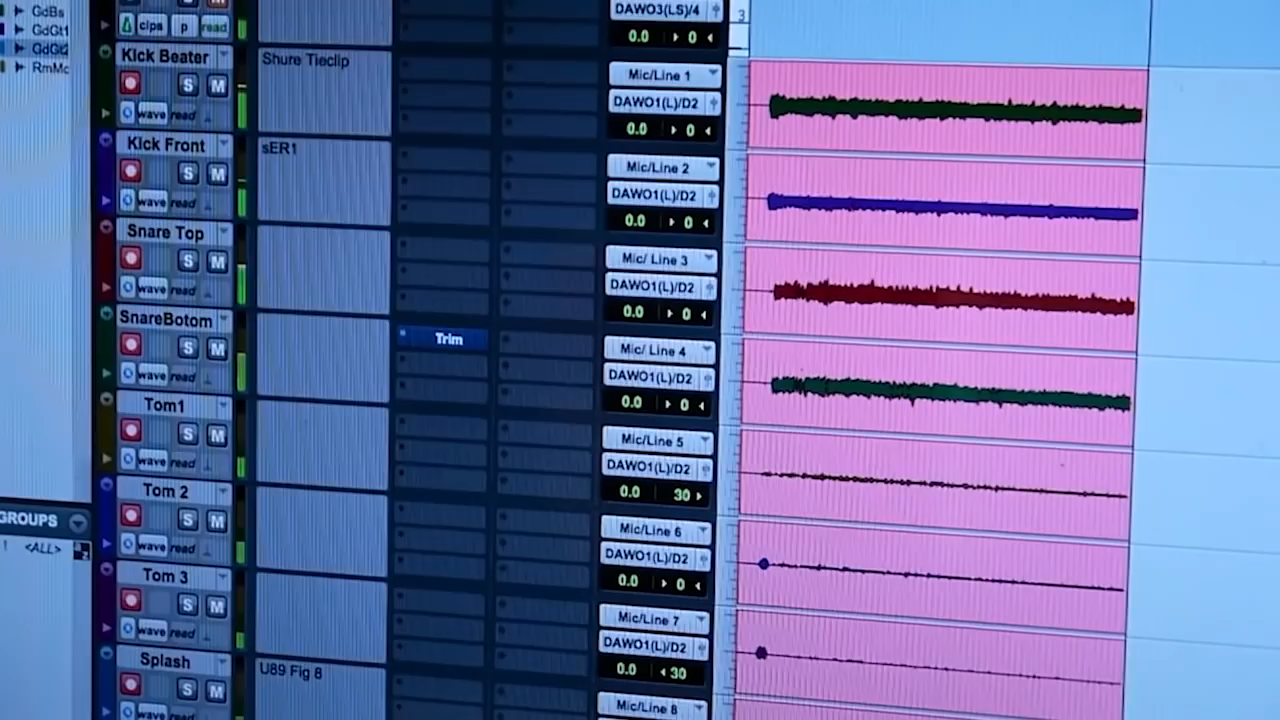 GdBs
GdGt1
GdGt2
clips p read
DAWO3(LS)/4
0.0 0
3
Kick Beater
S M
wave read
Shure Tieclip
Mic/Line 1
DAWO1(L)/D2
0.0 0
Kick Front
S M
wave read
sER1
Mic/Line 2
DAWO1(L)/D2
0.0 0
Snare Top
S M
wave read
Mic/ Line 3
DAWO1(L)/D2
0.0 0
SnareBotom
S M
wave read
Trim
Mic/ Line 4
DAWO1(L)/D2
0.0 0
Tom1
S M
wave read
Mic/Line 5
DAWO1(L)/D2
0.0 30
Tom 2
S M
wave read
Mic/Line 6
DAWO1(L)/D2
0.0 0
GROUPS
1 <ALL>
Tom 3
S M
wave read
Mic/Line 7
DAWO1(L)/D2
0.0 30
Splash
S M
wave read
U89 Fig 8
Mic/Line 8